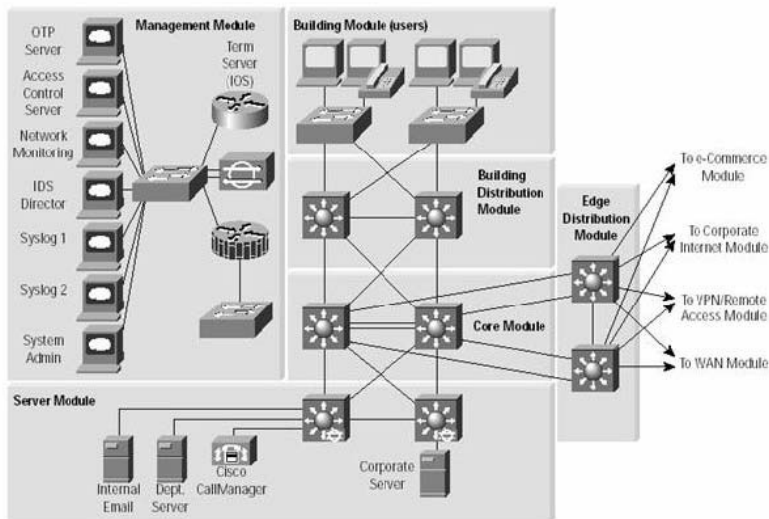 Management Module
OTP
Server
Access
Control
Server
Network
Monitoring
IDS
Director
Syslog 1
Syslog 2
System
Admin
Term
Server
(IOS)
Building Module (users)
Building
Distribution
Module
Core Module
Edge
Distribution
Module
To e-Commerce
Module
To Corporate
Internet Module
To VPN/Remote
Access Module
To WAN Module
Server Module
Internal
Email
Dept.
Server
Cisco
CallManager
Corporate
Server